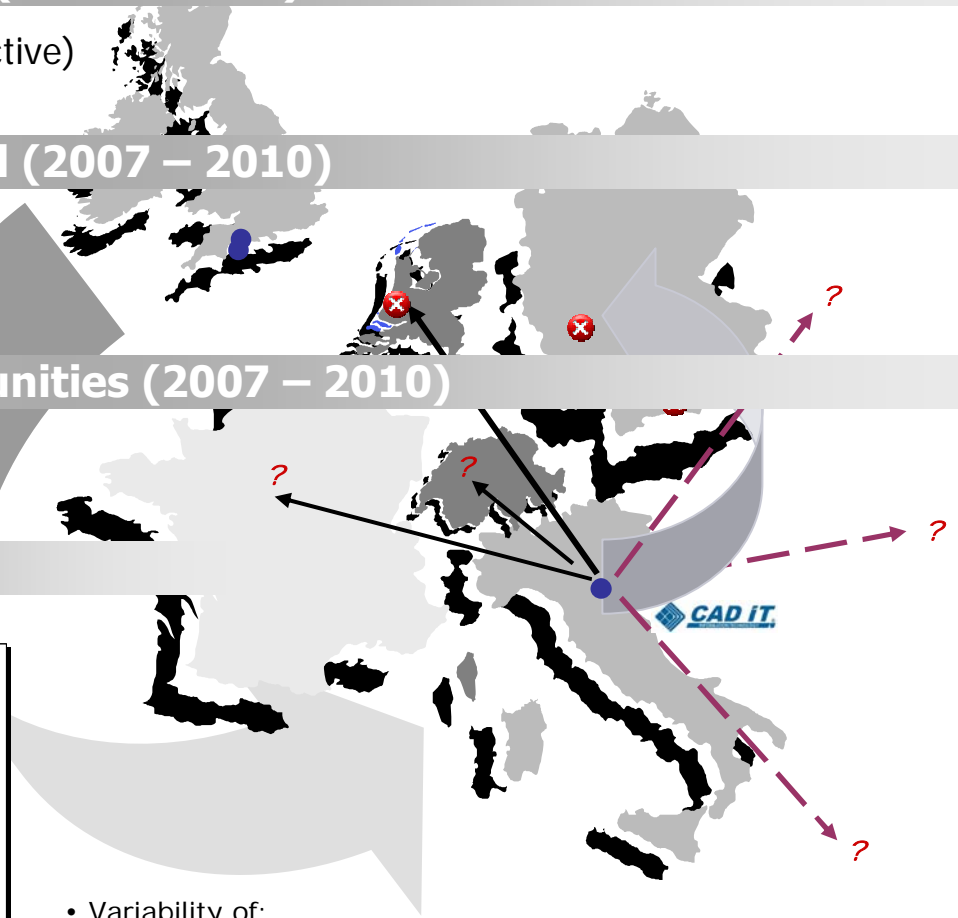 ctive)
l (2007 – 2010)
?
unities (2007 – 2010)
?
?
?
CAD iT
?
• Variability of: